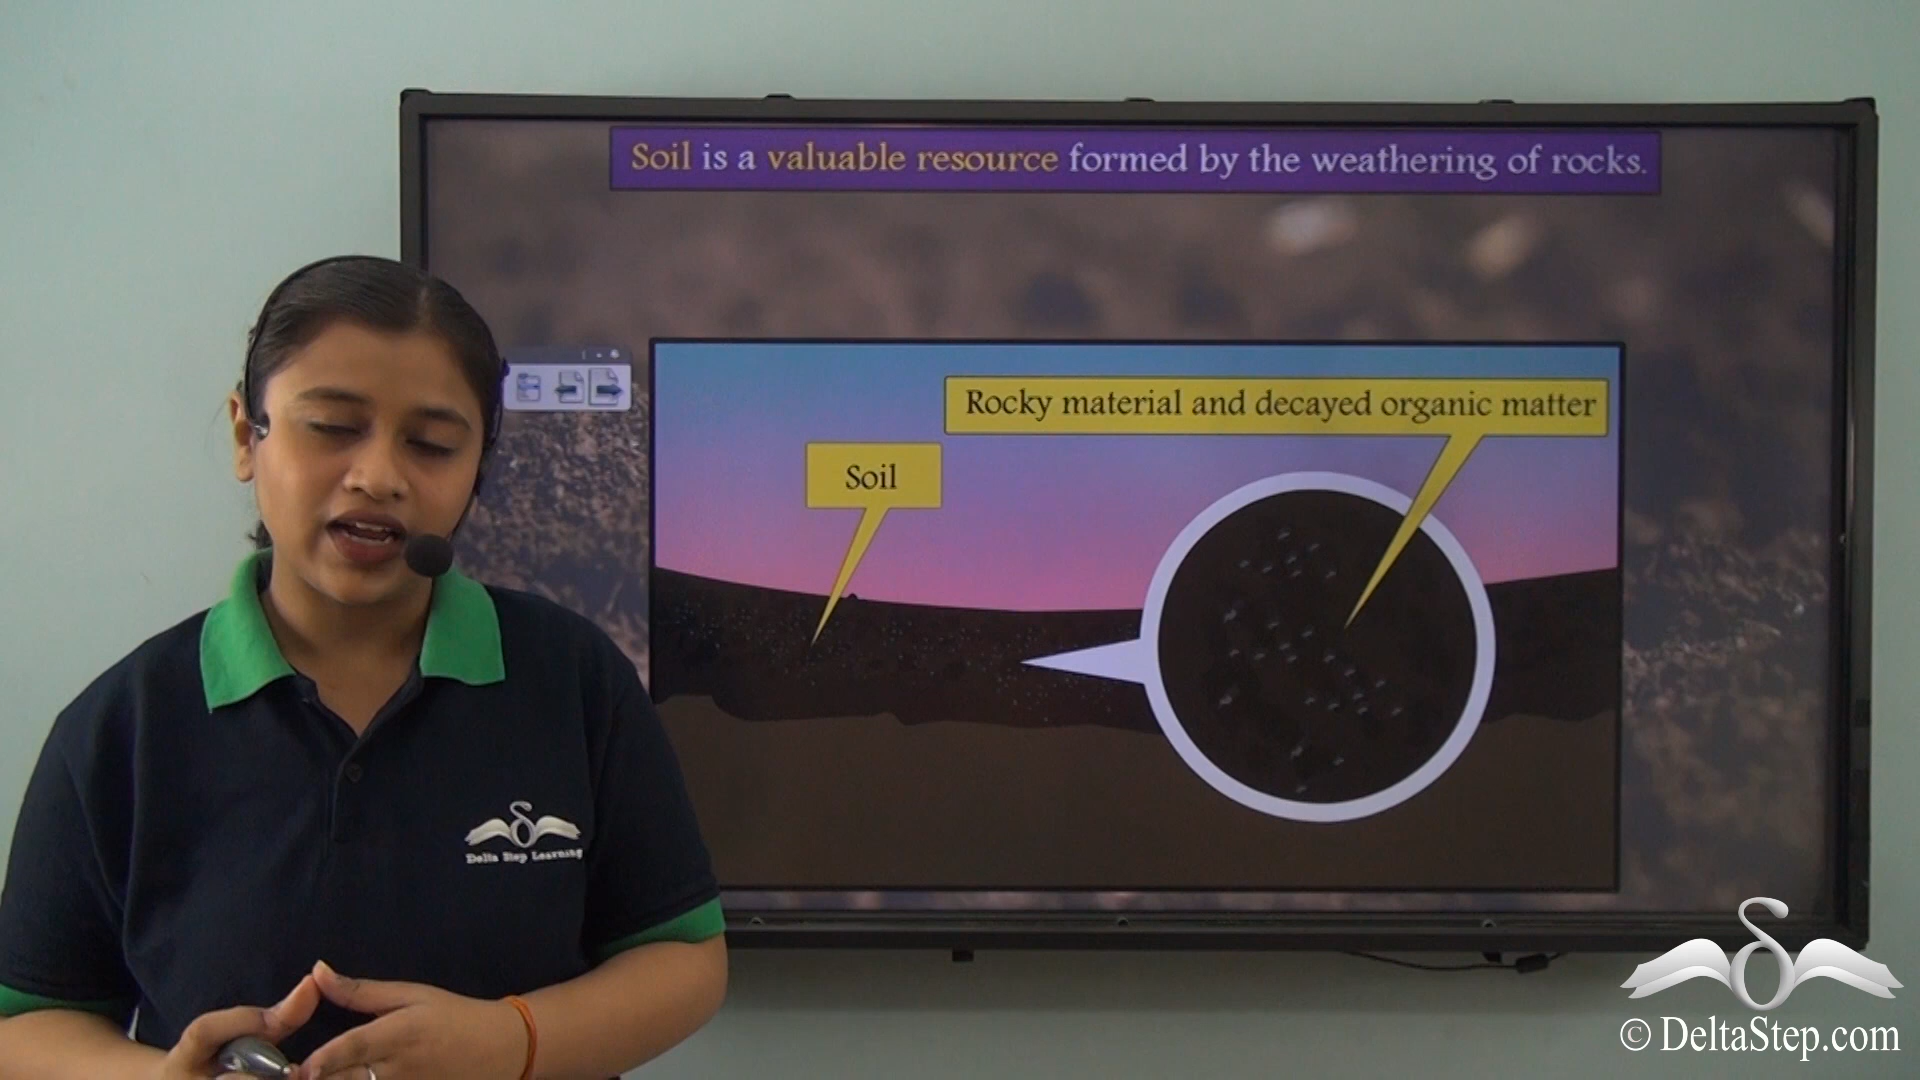 Soil is a valuable resource formed by the weathering of rocks.
Rocky material and decayed organic matter
Soil
Delta Step Learning
© DeltaStep.com